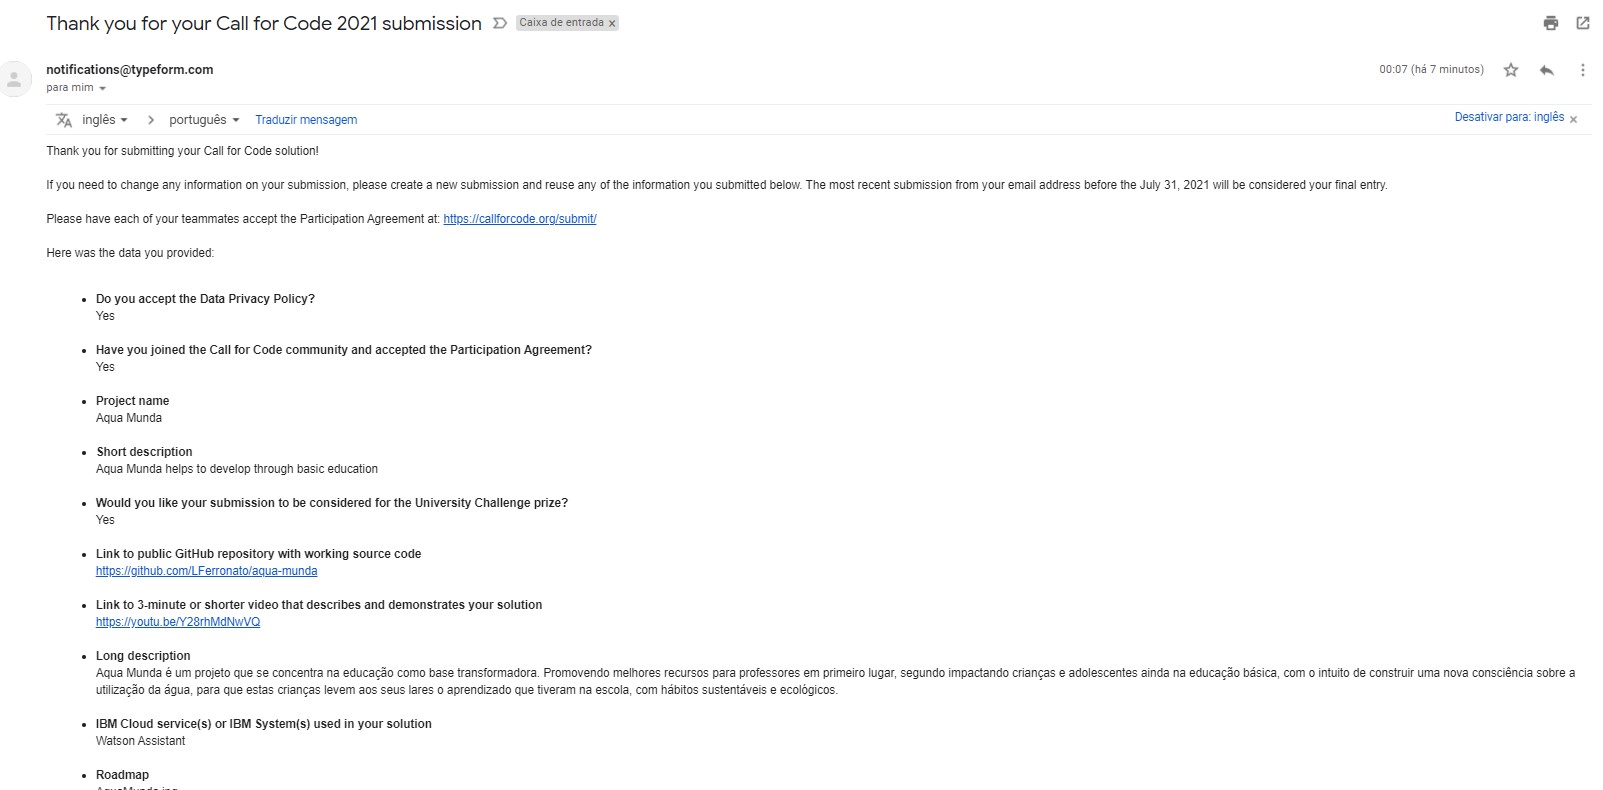 Thank you for your Call for Code 2021 submission Caixa de entrada x
notifications@typeform.com
00:07 (há 7 minutos)
para mim
inglês > português Traduzir mensagem
Desativar para: inglês x
Thank you for submitting your Call for Code solution!
If you need to change any information on your submission, please create a new submission and reuse any of the information you submitted below. The most recent submission from your email address before the July 31, 2021 will be considered your final entry.
Please have each of your teammates accept the Participation Agreement at: https://callforcode.org/submit/
Here was the data you provided:
• Do you accept the Data Privacy Policy?
Yes
• Have you joined the Call for Code community and accepted the Participation Agreement?
Yes
• Project name
Aqua Munda
• Short description
Aqua Munda helps to develop through basic education
• Would you like your submission to be considered for the University Challenge prize?
Yes
• Link to public GitHub repository with working source code
https://github.com/LFerronato/aqua-munda
• Link to 3-minute or shorter video that describes and demonstrates your solution
https://youtu.be/Y28rhMdNwVQ
• Long description
Aqua Munda é um projeto que se concentra na educação como base transformadora. Promovendo melhores recursos para professores em primeiro lugar, segundo impactando crianças e adolescentes ainda na educação básica, com o intuito de construir uma nova consciência sobre a
utilização da água, para que estas crianças levem aos seus lares o aprendizado que tiveram na escola, com hábitos sustentáveis e ecológicos.
• IBM Cloud service(s) or IBM System(s) used in your solution
Watson Assistant
• Roadmap